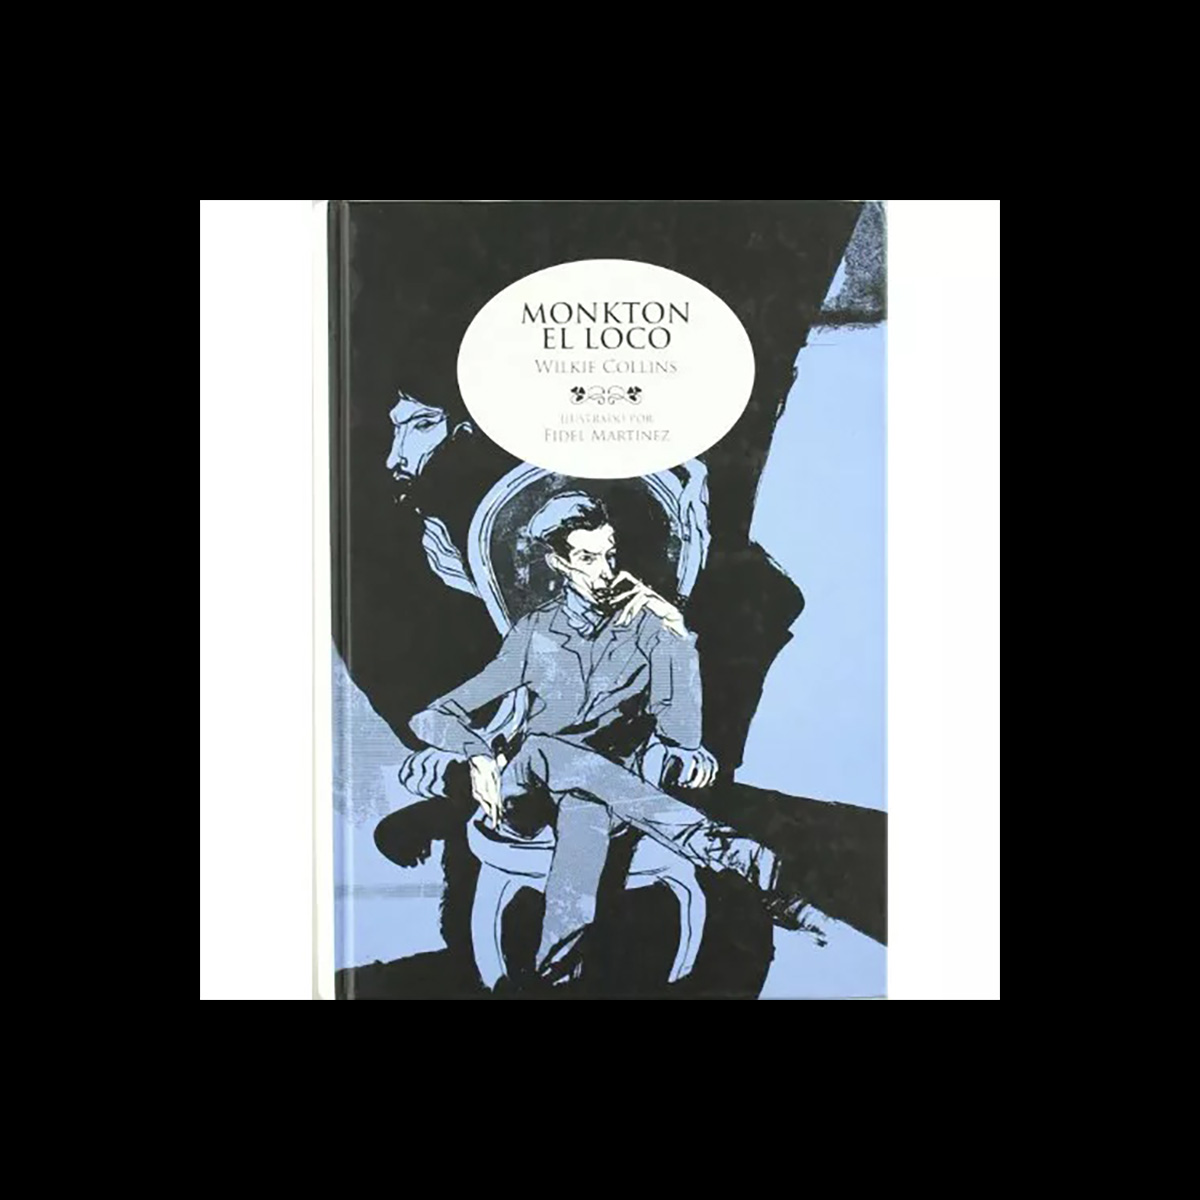 MONKTON
EL LOCO
WILKIE COLLINS
ILUSTRADO POR
FIDEL MARTINEZ